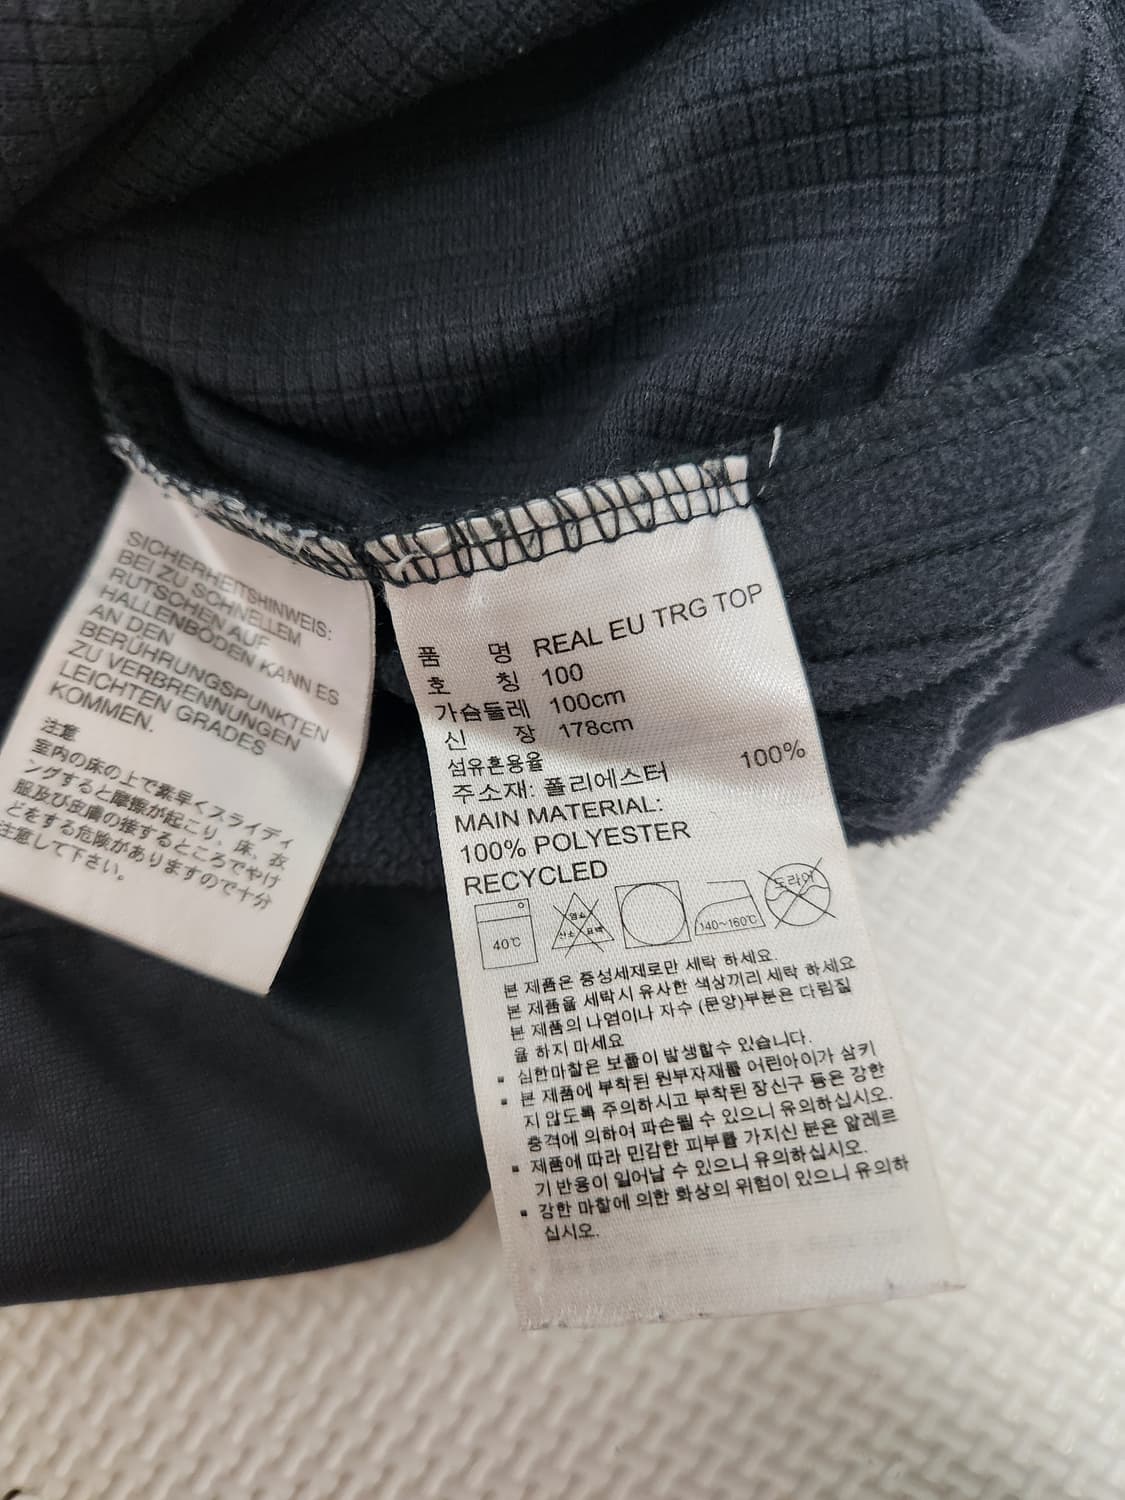 SICHERHEITSHINWEIS:
BEI ZU SCHNELLEM
RUTSCHEN AUF
HALLENBÖDEN KANN ES
AN DEN
BERÜHRUNGSPUNKTEN
ZU VERBRENNUNGEN
LEICHTEN GRADES
KOMMEN.
注意
室内の床の上で素早くスライディ
ングすると摩擦が起こり、床、衣
服及び皮膚の接するところでやけ
どをする危険がありますので十分
注意して下さい。
품 명 REAL EU TRG TOP
호 칭 100
가슴둘레 100cm
신 장 178cm
섬유혼용율
주소재: 폴리에스터 100%
MAIN MATERIAL:
100% POLYESTER
RECYCLED
40℃
염소
산소 표백
140~160℃
드라이
본 제품은 중성세제로만 세탁 하세요.
본 제품을 세탁시 유사한 색상끼리 세탁 하세요
본 제품의 나염이나 자수 (문양)부분은 다림질
을 하지 마세요
▪ 심한마찰은 보풀이 발생할수 있습니다.
▪ 본 제품에 부착된 원부자재를 어린아이가 삼키
지 않도록 주의하시고 부착된 장신구 등은 강한
충격에 의하여 파손될 수 있으니 유의하십시오.
▪ 제품에 따라 민감한 피부를 가지신 분은 알레르
기 반응이 일어날 수 있으니 유의하십시오.
▪ 강한 마찰에 의한 화상의 위험이 있으니 유의하
십시오.